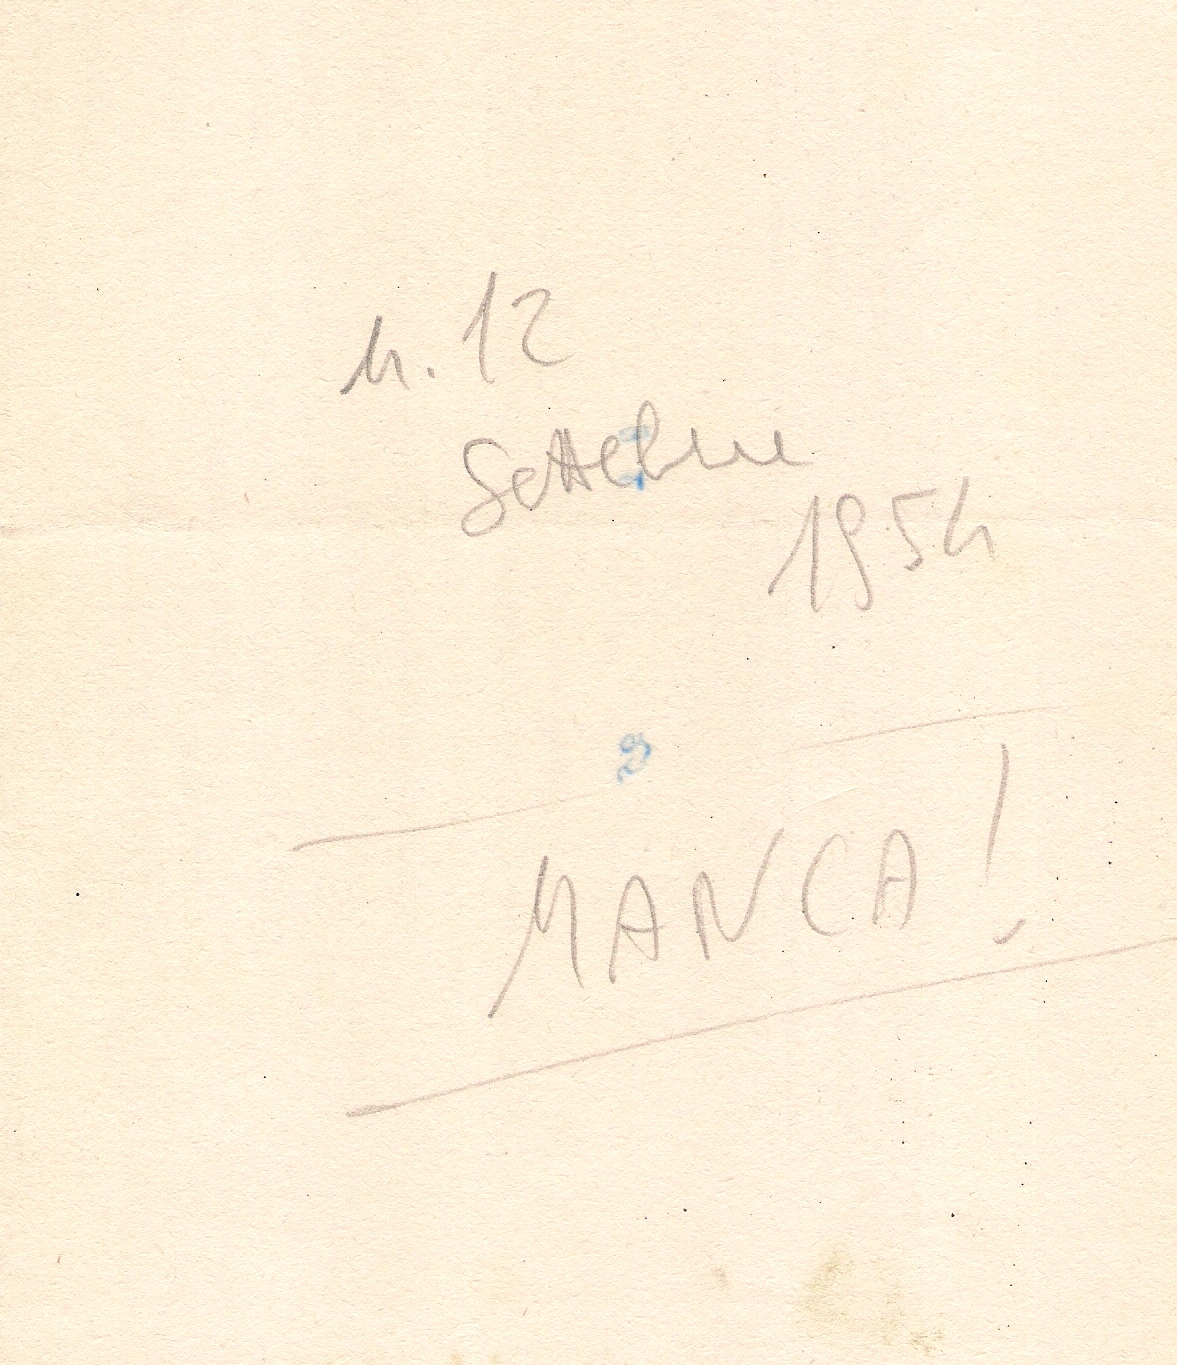 n. 12
Settembre
1954
MANCA!